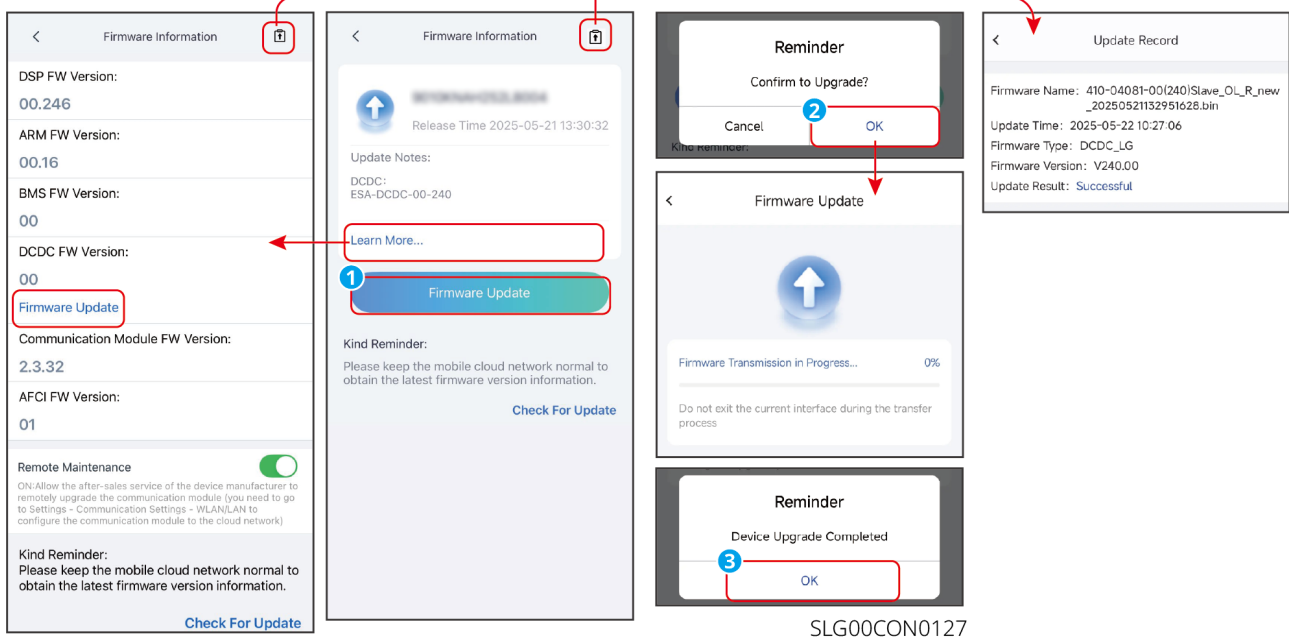 Firmware Information
DSP FW Version:
00.246
ARM FW Version:
00.16
BMS FW Version:
00
DCDC FW Version:
00
Firmware Update
Communication Module FW Version:
2.3.32
AFCI FW Version:
01
Remote Maintenance
ON:Allow the after-sales service of the device manufacturer to
remotely upgrade the communication module (you need to go
to Settings - Communication Settings - WLAN/LAN to
configure the communication module to the cloud network)
Kind Reminder:
Please keep the mobile cloud network normal to
obtain the latest firmware version information.
Check For Update
Firmware Information
Release Time 2025-05-21 13:30:32
Update Notes:
DCDC:
ESA-DCDC-00-240
Learn More...
1
Firmware Update
Kind Reminder:
Please keep the mobile cloud network normal to
obtain the latest firmware version information.
Check For Update
Reminder
Confirm to Upgrade?
2
Cancel OK
Kind Reminder:
Firmware Update
Firmware Transmission in Progress... 0%
Do not exit the current interface during the transfer
process
Reminder
Device Upgrade Completed
3
OK
Update Record
Firmware Name: 410-04081-00(240)Slave_OL_R_new
_20250521132951628.bin
Update Time: 2025-05-22 10:27:06
Firmware Type: DCDC_LG
Firmware Version: V240.00
Update Result: Successful
SLG00CON0127